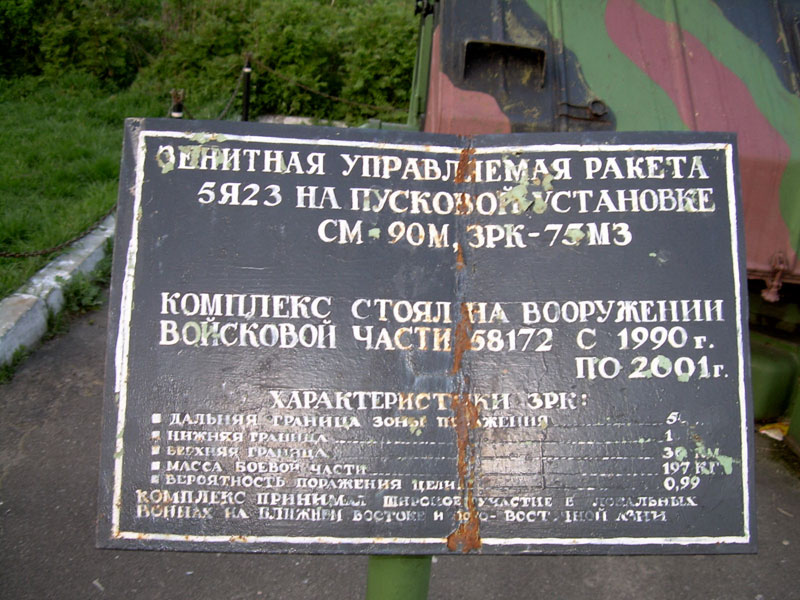 ЗЕНИТНАЯ УПРАВЛЯЕМАЯ РАКЕТА
5Я23 НА ПУСКОВОЙ УСТАНОВКЕ
СМ-90М, ЗРК-75М3
КОМПЛЕКС СТОЯЛ НА ВООРУЖЕНИИ
ВОЙСКОВОЙ ЧАСТИ 58172 С 1990 г.
ПО 2001 г.
ХАРАКТЕРИСТИКИ ЗРК:
ДАЛЬНЯЯ ГРАНИЦА ЗОНЫ ПОРАЖЕНИЯ
НИЖНЯЯ ГРАНИЦА
ВЕРХНЯЯ ГРАНИЦА 30 КМ
МАССА БОЕВОЙ ЧАСТИ 197 КГ
ВЕРОЯТНОСТЬ ПОРАЖЕНИЯ ЦЕЛИ 0,99
КОМПЛЕКС ПРИНИМАЛ ШИРОКОЕ УЧАСТИЕ В ЛОКАЛЬНЫХ
ВОЙНАХ НА БЛИЖНЕМ ВОСТОКЕ И ЮГО-ВОСТОЧНОЙ АЗИИ